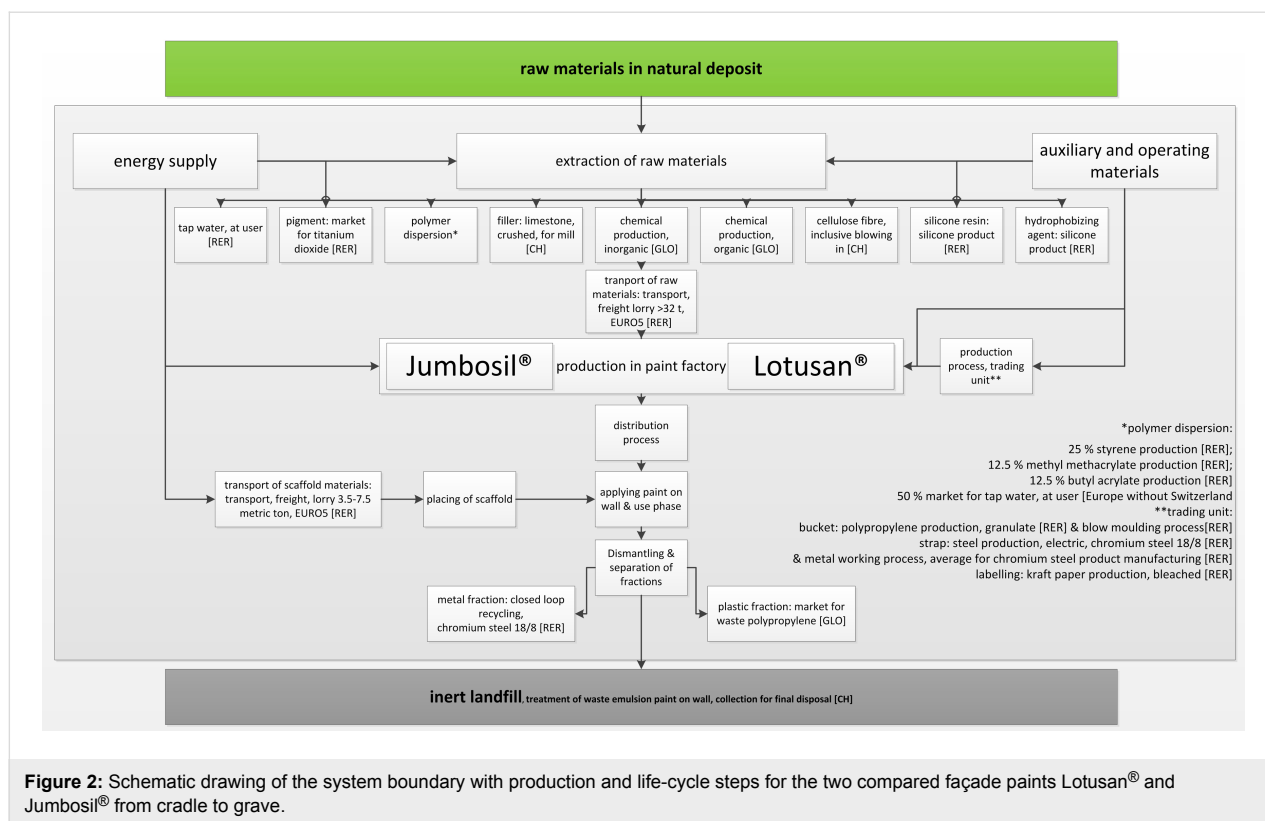 raw materials in natural deposit
energy supply
extraction of raw materials
auxiliary and operating
materials
tap water, at user
[RER]
pigment: market
for titanium
dioxide [RER]
polymer
dispersion*
filler: limestone,
crushed, for mill
[CH]
chemical
production,
inorganic [GLO]
chemical
production,
organic [GLO]
cellulose fibre,
inclusive blowing
in [CH]
silicone resin:
silicone product
[RER]
hydrophobizing
agent: silicone
product [RER]
tranport of raw
materials: transport,
freight lorry >32 t,
EURO5 [RER]
Jumbosil®
production in paint factory
Lotusan®
production
process, trading
unit**
distribution
process
transport of scaffold materials:
transport, freight, lorry 3.5-7.5
metric ton, EURO5 [RER]
placing of scaffold
applying paint on
wall & use phase
*polymer dispersion:
25 % styrene production [RER];
12.5 % methyl methacrylate production [RER];
12.5 % butyl acrylate production [RER]
50 % market for tap water, at user [Europe without Switzerland
**trading unit:
bucket: polypropylene production, granulate [RER] & blow moulding process[RER]
strap: steel production, electric, chromium steel 18/8 [RER]
& metal working process, average for chromium steel product manufacturing [RER]
labelling: kraft paper production, bleached [RER]
Dismantling &
separation of
fractions
metal fraction: closed loop
recycling,
chromium steel 18/8 [RER]
plastic fraction: market for
waste polypropylene [GLO]
inert landfill, treatment of waste emulsion paint on wall, collection for final disposal [CH]
Figure 2: Schematic drawing of the system boundary with production and life-cycle steps for the two compared façade paints Lotusan® and
Jumbosil® from cradle to grave.